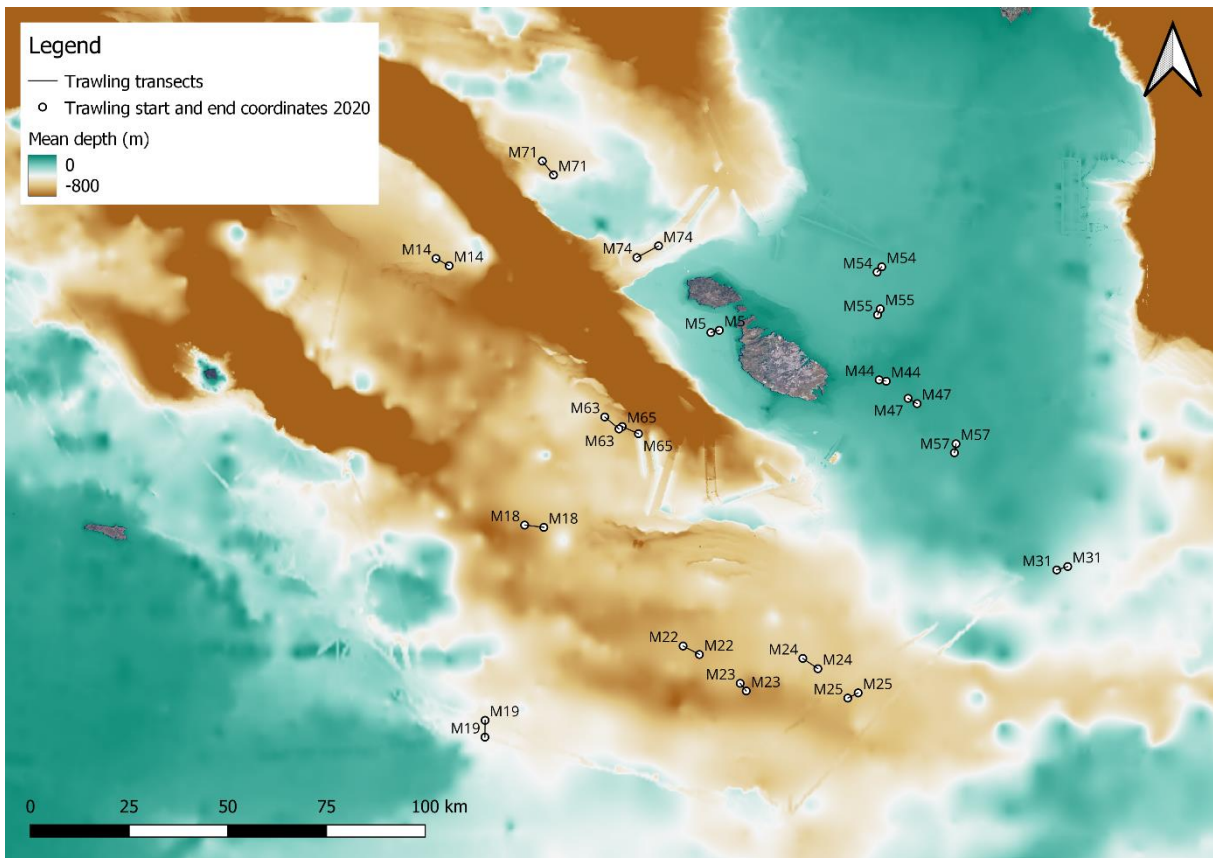 Legend
Trawling transects
Trawling start and end coordinates 2020
Mean depth (m)
0
-800
M71
M71
M74
M74
M14
M14
M54
M54
M55
M55
M5
M5
M44
M44
M47
M47
M63
M65
M63
M65
M57
M57
M18
M18
M31
M31
M22
M22
M24
M24
M23
M23
M25
M25
M19
M19
0 25 50 75 100 km